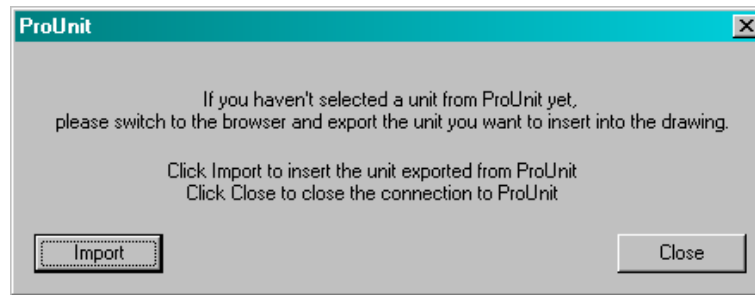 ProUnit
If you haven't selected a unit from ProUnit yet,
please switch to the browser and export the unit you want to insert into the drawing.
Click Import to insert the unit exported from ProUnit
Click Close to close the connection to ProUnit
Import
Close